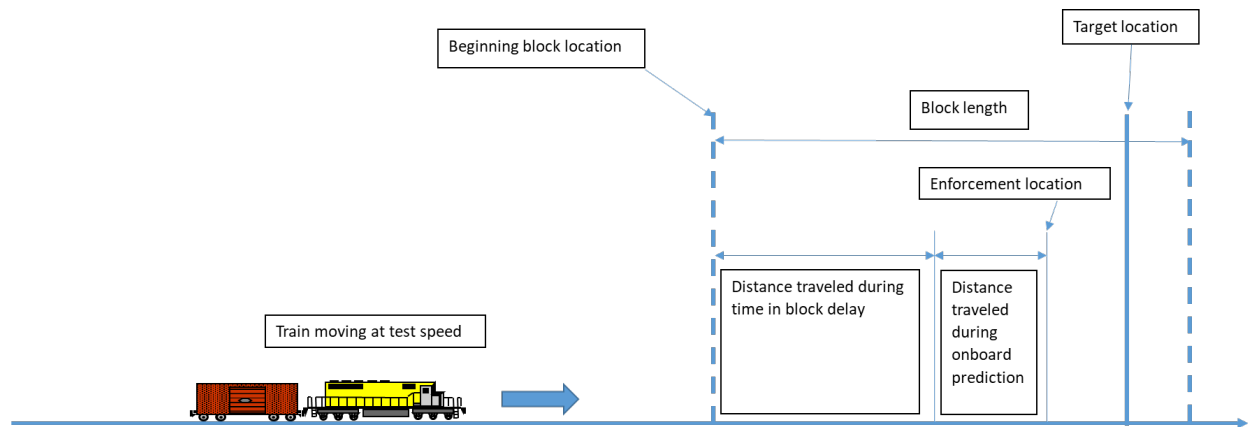 Target location
Beginning block location
Block length
Enforcement location
Distance traveled during
time in block delay
Distance
traveled
during
onboard
prediction
Train moving at test speed